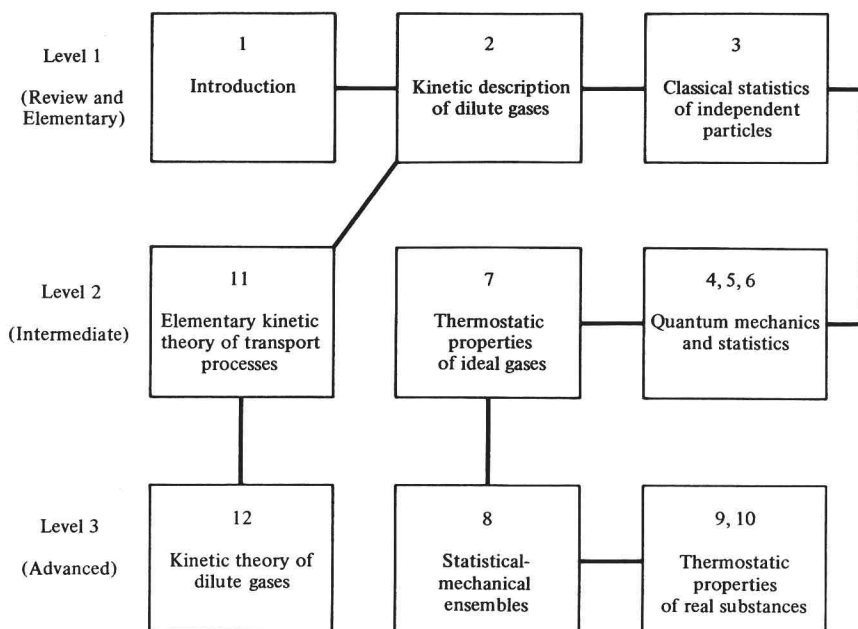 Level 1
(Review and
Elementary)
1
Introduction
2
Kinetic description
of dilute gases
3
Classical statistics
of independent
particles
Level 2
(Intermediate)
11
Elementary kinetic
theory of transport
processes
7
Thermostatic
properties
of ideal gases
4, 5, 6
Quantum mechanics
and statistics
Level 3
(Advanced)
12
Kinetic theory of
dilute gases
8
Statistical-
mechanical
ensembles
9, 10
Thermostatic
properties
of real substances